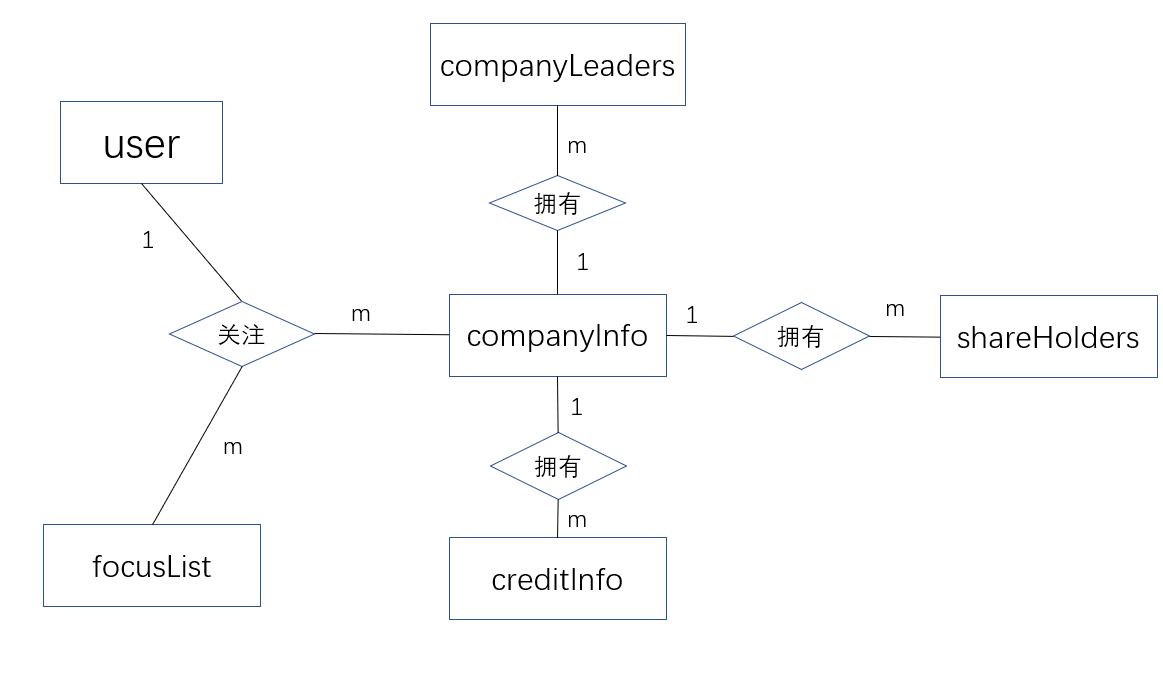 companyLeaders
user
m
拥有
1
1
关注
m
companyInfo
1
拥有
m
shareHolders
1
m
拥有
m
focusList
creditInfo